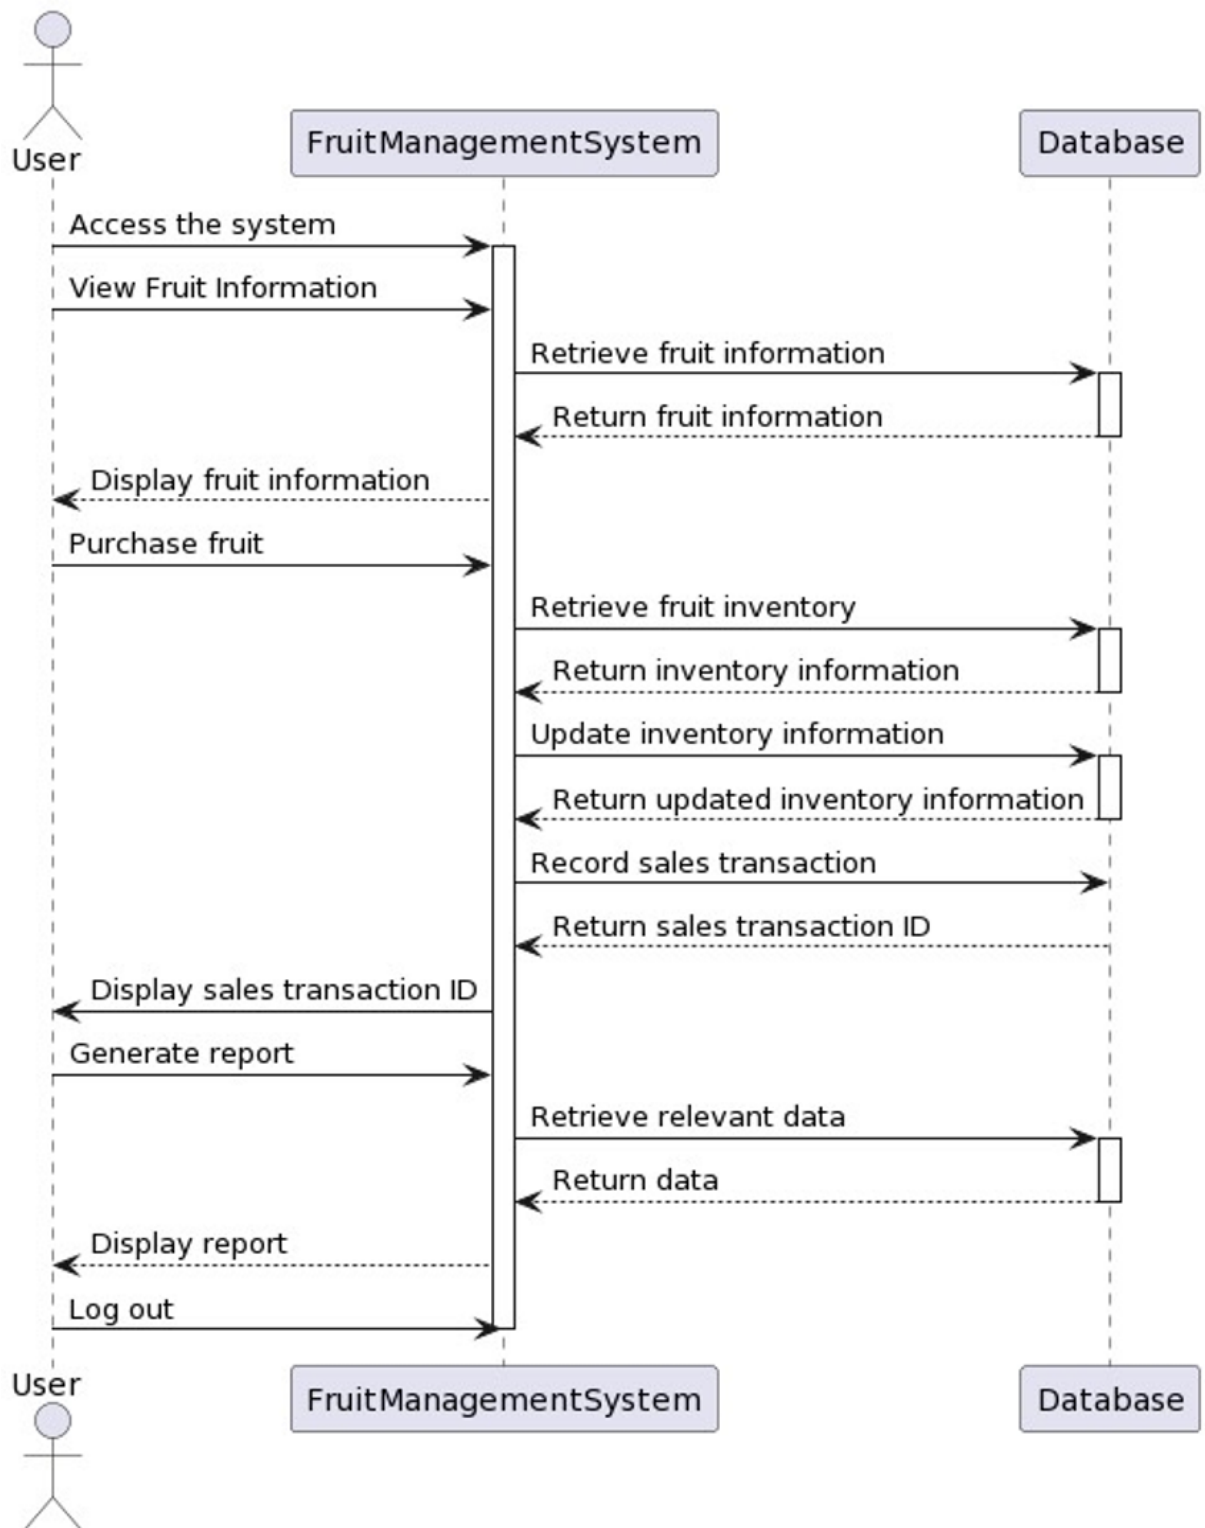 User
FruitManagementSystem
Database
Access the system
View Fruit Information
Retrieve fruit information
Return fruit information
Display fruit information
Purchase fruit
Retrieve fruit inventory
Return inventory information
Update inventory information
Return updated inventory information
Record sales transaction
Return sales transaction ID
Display sales transaction ID
Generate report
Retrieve relevant data
Return data
Display report
Log out
User
FruitManagementSystem
Database